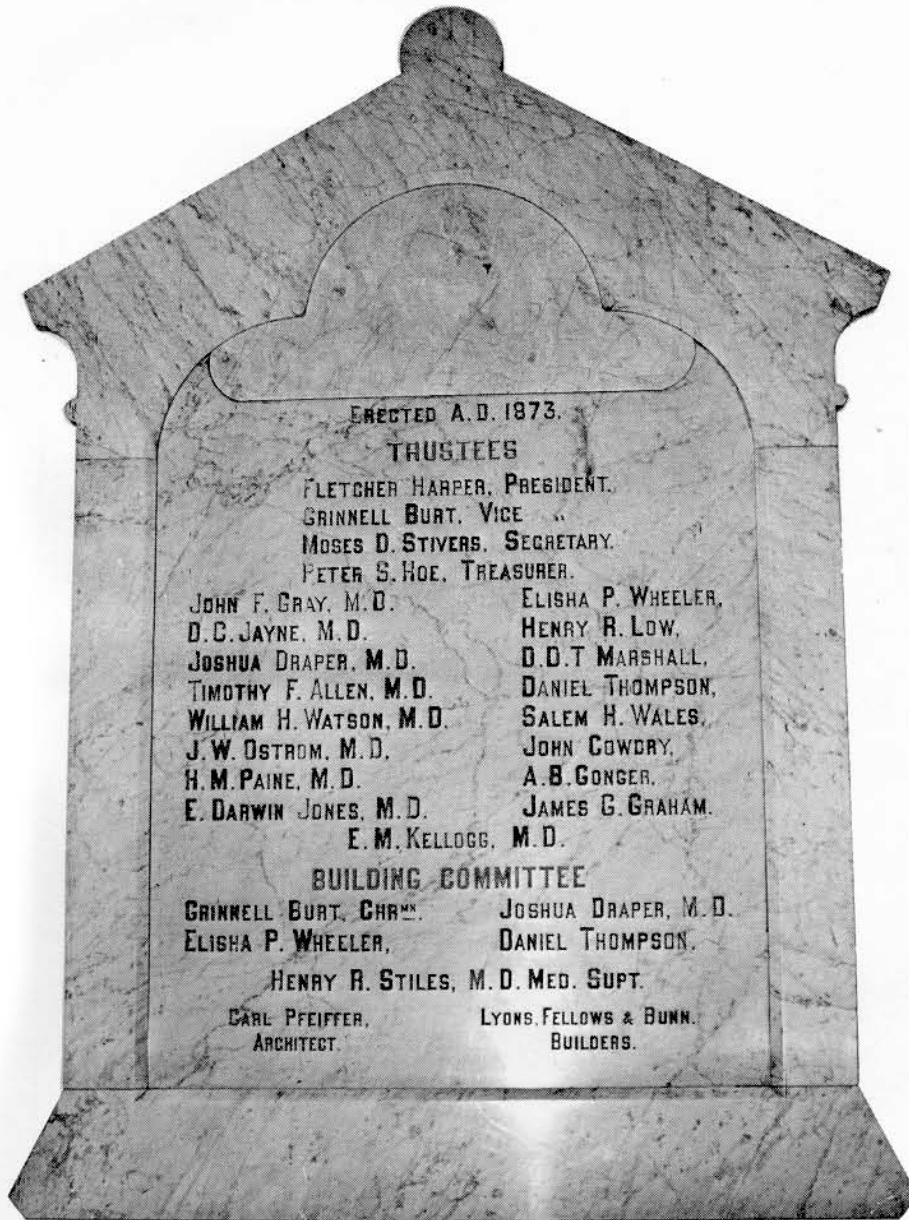 ERECTED A.D. 1873.
TRUSTEES
FLETCHER HARPER, PRESIDENT.
GRINNELL BURT, VICE "
MOSES D. STIVERS, SECRETARY.
PETER S. HOE, TREASURER.
JOHN F. GRAY, M.D. ELISHA P. WHEELER,
D.C. JAYNE, M.D. HENRY R. LOW,
JOSHUA DRAPER, M.D. D.D.T MARSHALL,
TIMOTHY F. ALLEN, M.D. DANIEL THOMPSON,
WILLIAM H. WATSON, M.D. SALEM H. WALES,
J.W. OSTROM, M.D. JOHN COWDRY,
H.M. PAINE, M.D. A.B. CONGER,
E. DARWIN JONES, M.D. JAMES G. GRAHAM.
E.M. KELLOGG, M.D.
BUILDING COMMITTEE
GRINNELL BURT, CHRMN. JOSHUA DRAPER, M.D.
ELISHA P. WHEELER, DANIEL THOMPSON.
HENRY R. STILES, M.D. MED. SUPT.
CARL PFEIFFER, LYONS, FELLOWS & BUNN.
ARCHITECT. BUILDERS.